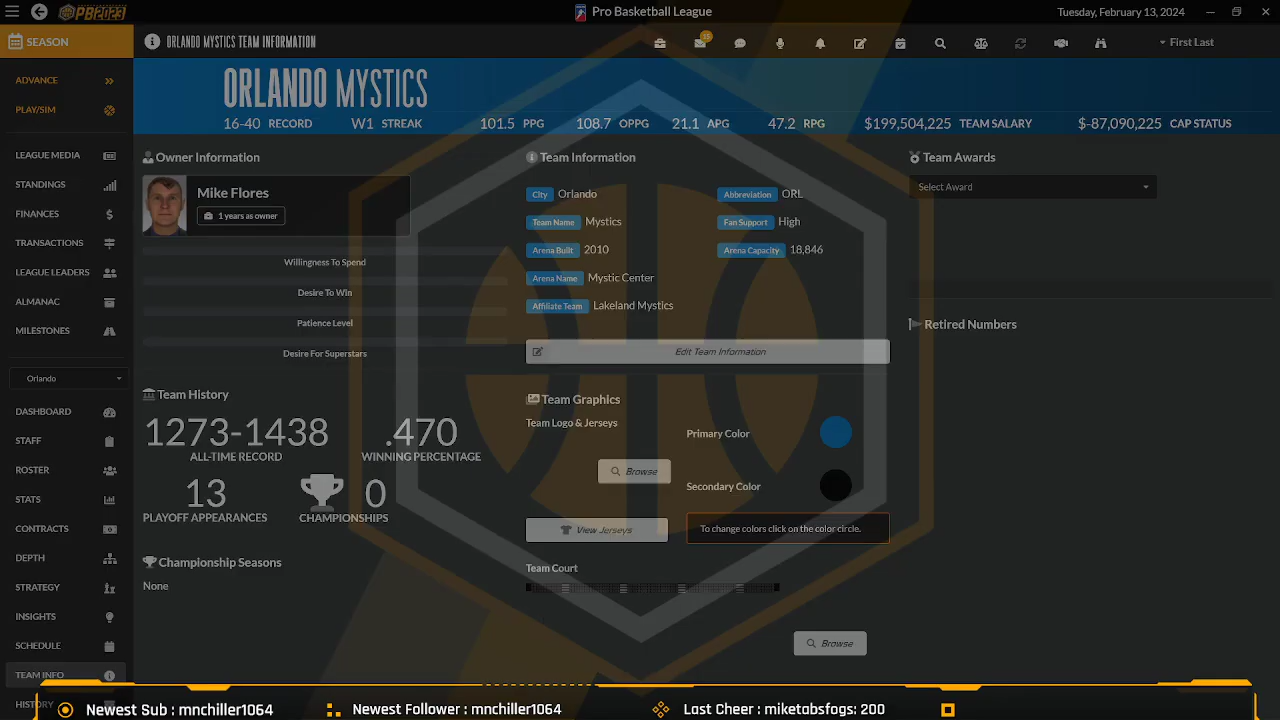 PB2023
Pro Basketball League
Tuesday, February 13, 2024
SEASON
ORLANDO MYSTICS TEAM INFORMATION
15
First Last
ADVANCE
PLAY/SIM
LEAGUE MEDIA
STANDINGS
FINANCES
TRANSACTIONS
LEAGUE LEADERS
ALMANAC
MILESTONES
Orlando
DASHBOARD
STAFF
ROSTER
STATS
CONTRACTS
DEPTH
STRATEGY
INSIGHTS
SCHEDULE
TEAM INFO
HISTORY
ORLANDO MYSTICS
16-40 RECORD W1 STREAK 101.5 PPG 108.7 OPPG 21.1 APG 47.2 RPG $199,504,225 TEAM SALARY $-87,090,225 CAP STATUS
Owner Information
Mike Flores
1 years as owner
Willingness To Spend
Desire To Win
Patience Level
Desire For Superstars
Team History
1273-1438
ALL-TIME RECORD
.470
WINNING PERCENTAGE
13
PLAYOFF APPEARANCES
0
CHAMPIONSHIPS
Championship Seasons
None
Team Information
City Orlando
Abbreviation ORL
Team Name Mystics
Fan Support High
Arena Built 2010
Arena Capacity 18,846
Arena Name Mystic Center
Affiliate Team Lakeland Mystics
Edit Team Information
Team Graphics
Team Logo & Jerseys
Browse
View Jerseys
Primary Color
Secondary Color
To change colors click on the color circle.
Team Court
Browse
Team Awards
Select Award
Retired Numbers
Newest Sub : mnchiller1064
Newest Follower : mnchiller1064
Last Cheer : miketabsfogs: 200